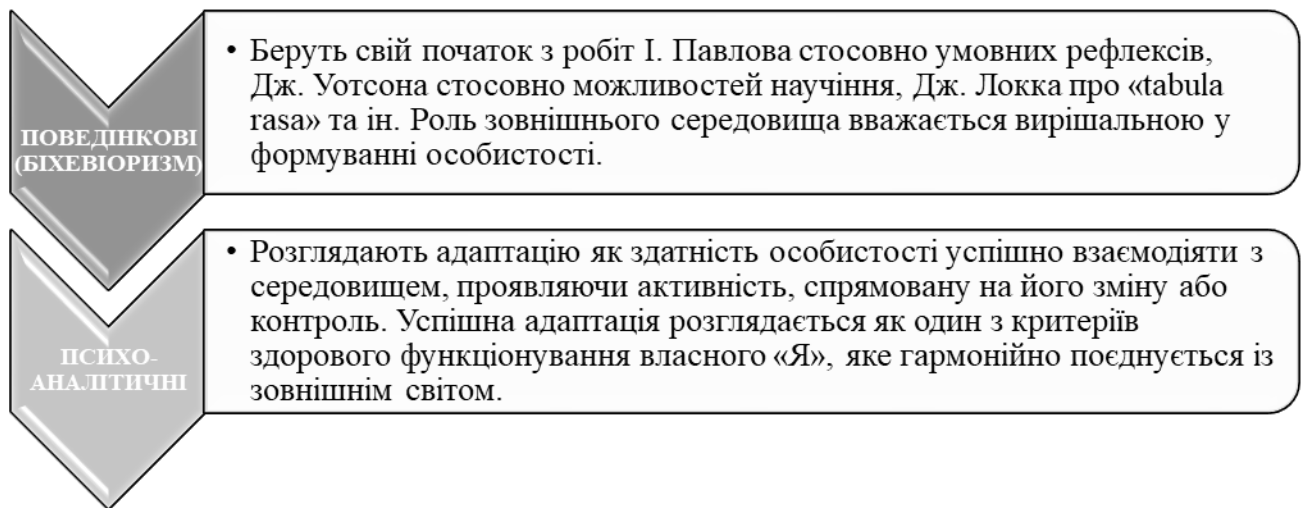 ПОВЕДІНКОВІ
(БІХЕВІОРИЗМ)
• Беруть свій початок з робіт І. Павлова стосовно умовних рефлексів,
Дж. Уотсона стосовно можливостей научіння, Дж. Локка про «tabula
rasa» та ін. Роль зовнішнього середовища вважається вирішальною у
формуванні особистості.
ПСИХО-
АНАЛІТИЧНІ
• Розглядають адаптацію як здатність особистості успішно взаємодіяти з
середовищем, проявляючи активність, спрямовану на його зміну або
контроль. Успішна адаптація розглядається як один з критеріїв
здорового функціонування власного «Я», яке гармонійно поєднується із
зовнішнім світом.